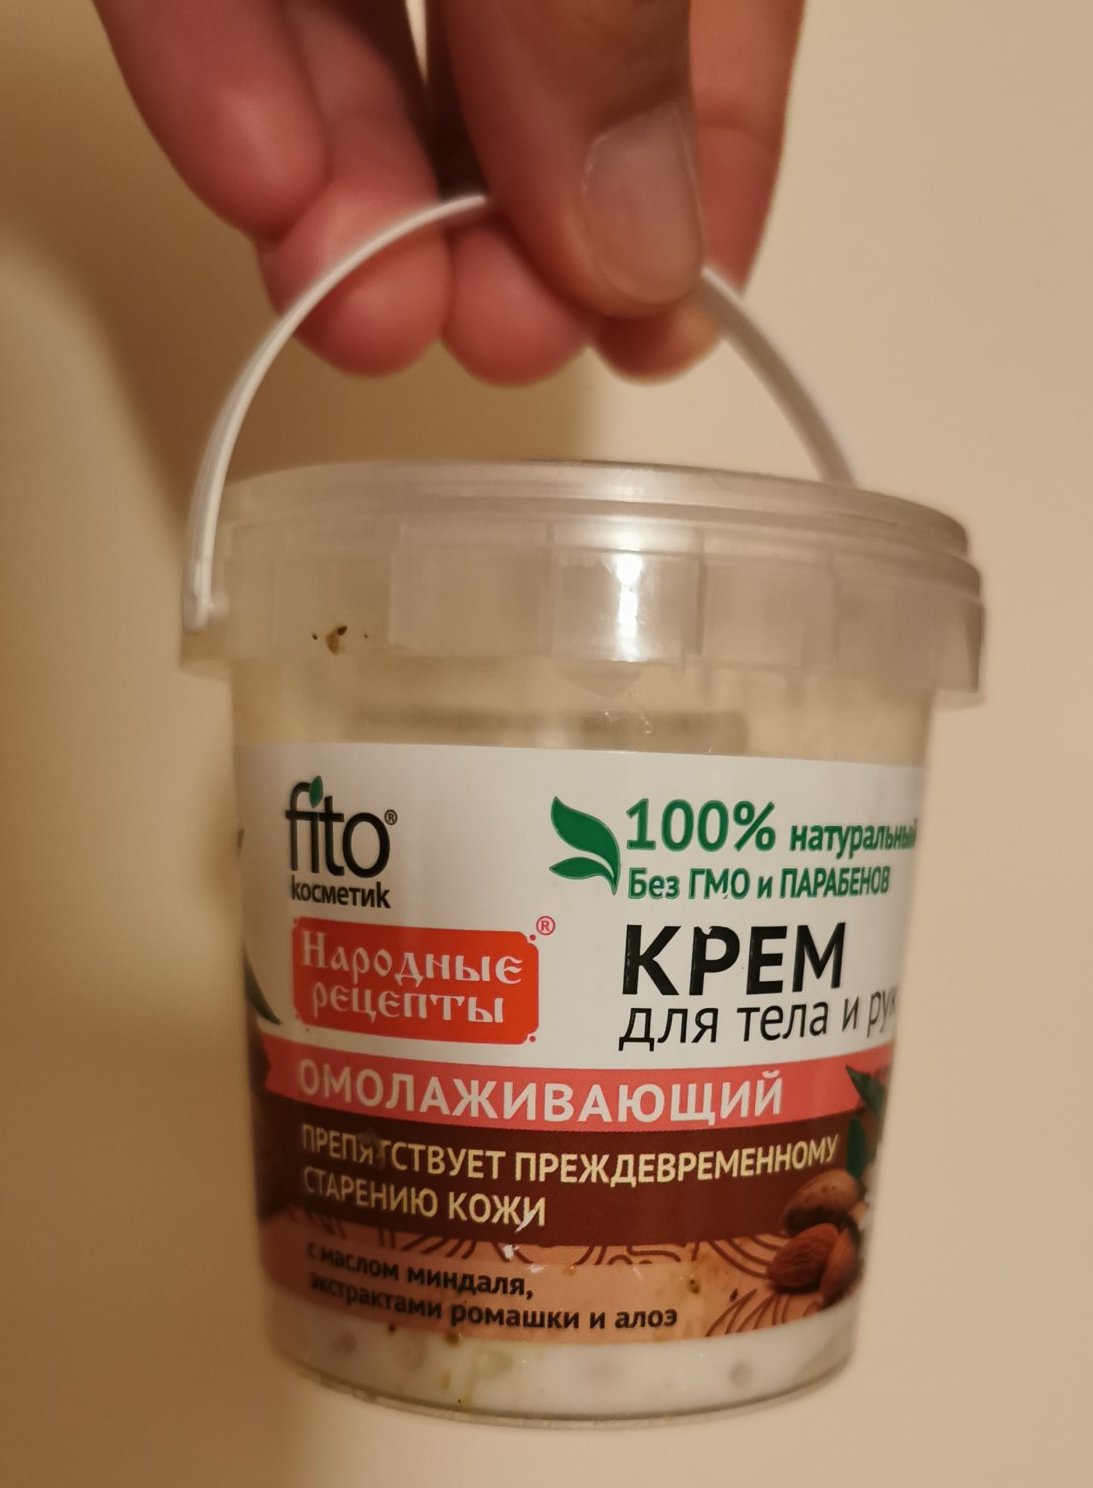 fito®
косметик
Народные®
рецепты
100% натуральный
Без ГМО и ПАРАБЕНОВ
КРЕМ
для тела и рук
ОМОЛАЖИВАЮЩИЙ
ПРЕПЯТСТВУЕТ ПРЕЖДЕВРЕМЕННОМУ
СТАРЕНИЮ КОЖИ
с маслом миндаля,
экстрактами ромашки и алоэ